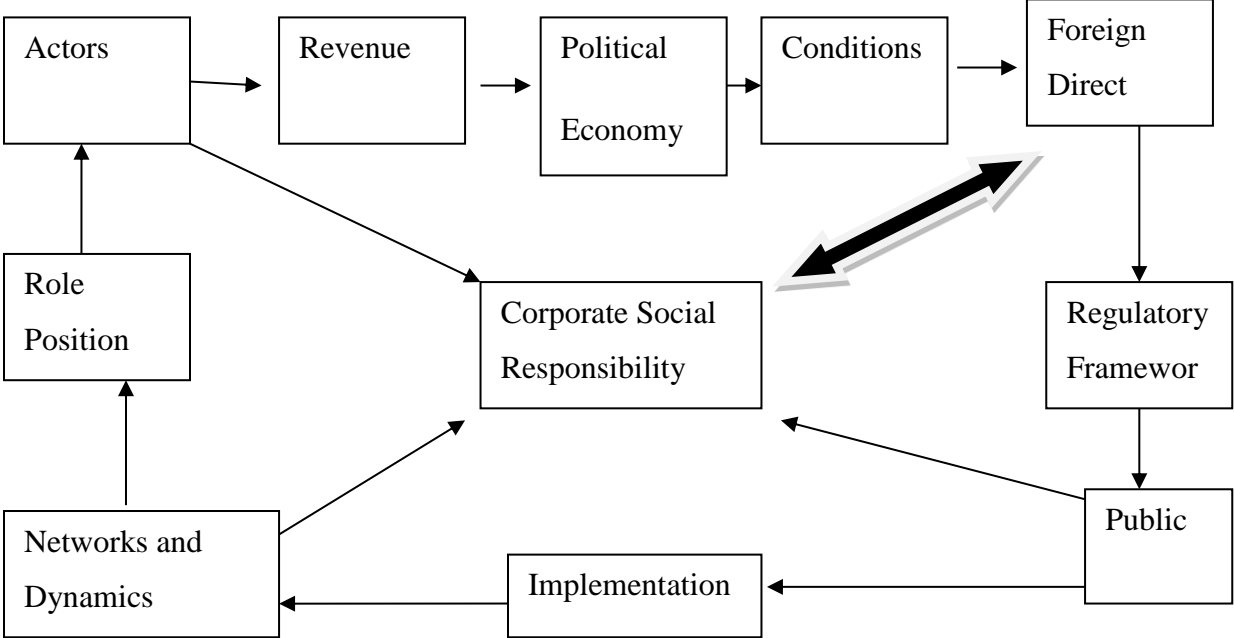 Actors
Revenue
Political
Economy
Conditions
Foreign
Direct
Role
Position
Corporate Social
Responsibility
Regulatory
Framewor
Networks and
Dynamics
Implementation
Public